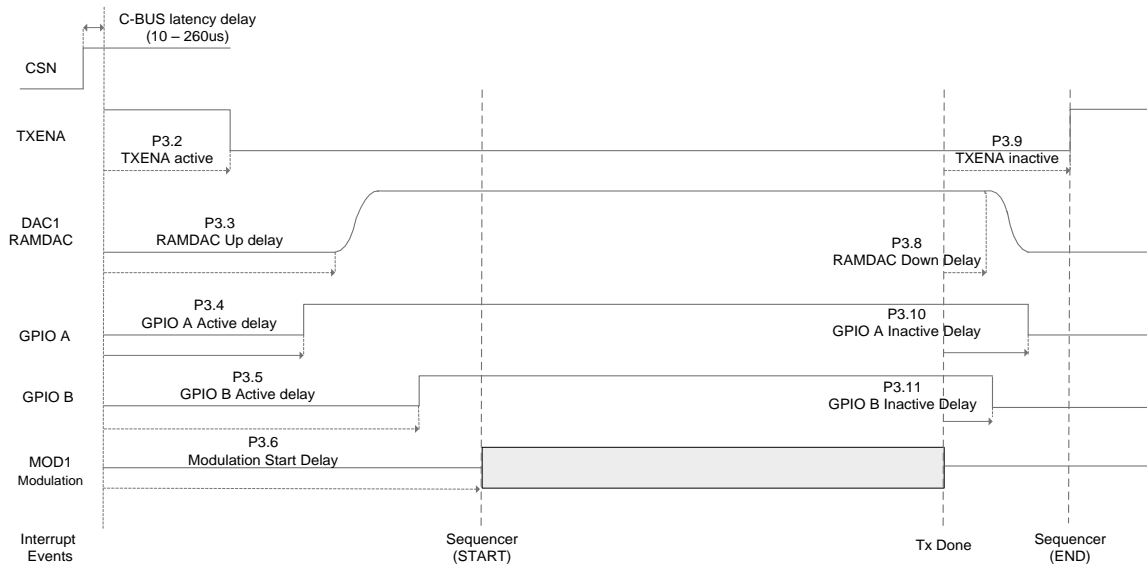 C-BUS latency delay
(10 – 260us)
CSN
TXENA
P3.2
TXENA active
P3.9
TXENA inactive
DAC1
RAMDAC
P3.3
RAMDAC Up delay
P3.8
RAMDAC Down Delay
GPIO A
P3.4
GPIO A Active delay
P3.10
GPIO A Inactive Delay
GPIO B
P3.5
GPIO B Active delay
P3.11
GPIO B Inactive Delay
MOD1
Modulation
P3.6
Modulation Start Delay
Interrupt
Events
Sequencer
(START)
Tx Done
Sequencer
(END)